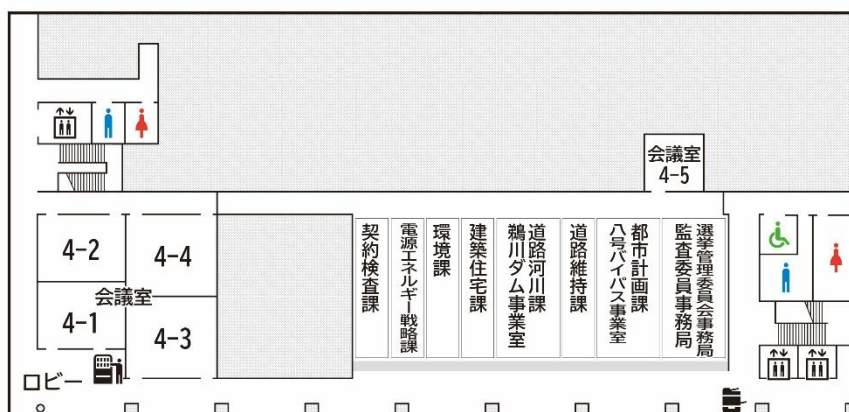 会議室
4-5
4-2
4-4
会議室
4-1
4-3
ロビー
契約検査課
電源エネルギー戦略課
環境課
建築住宅課
道路河川課
鵜川ダム事業室
道路維持課
都市計画課
八号バイパス事業室
選挙管理委員会事務局
監査委員事務局